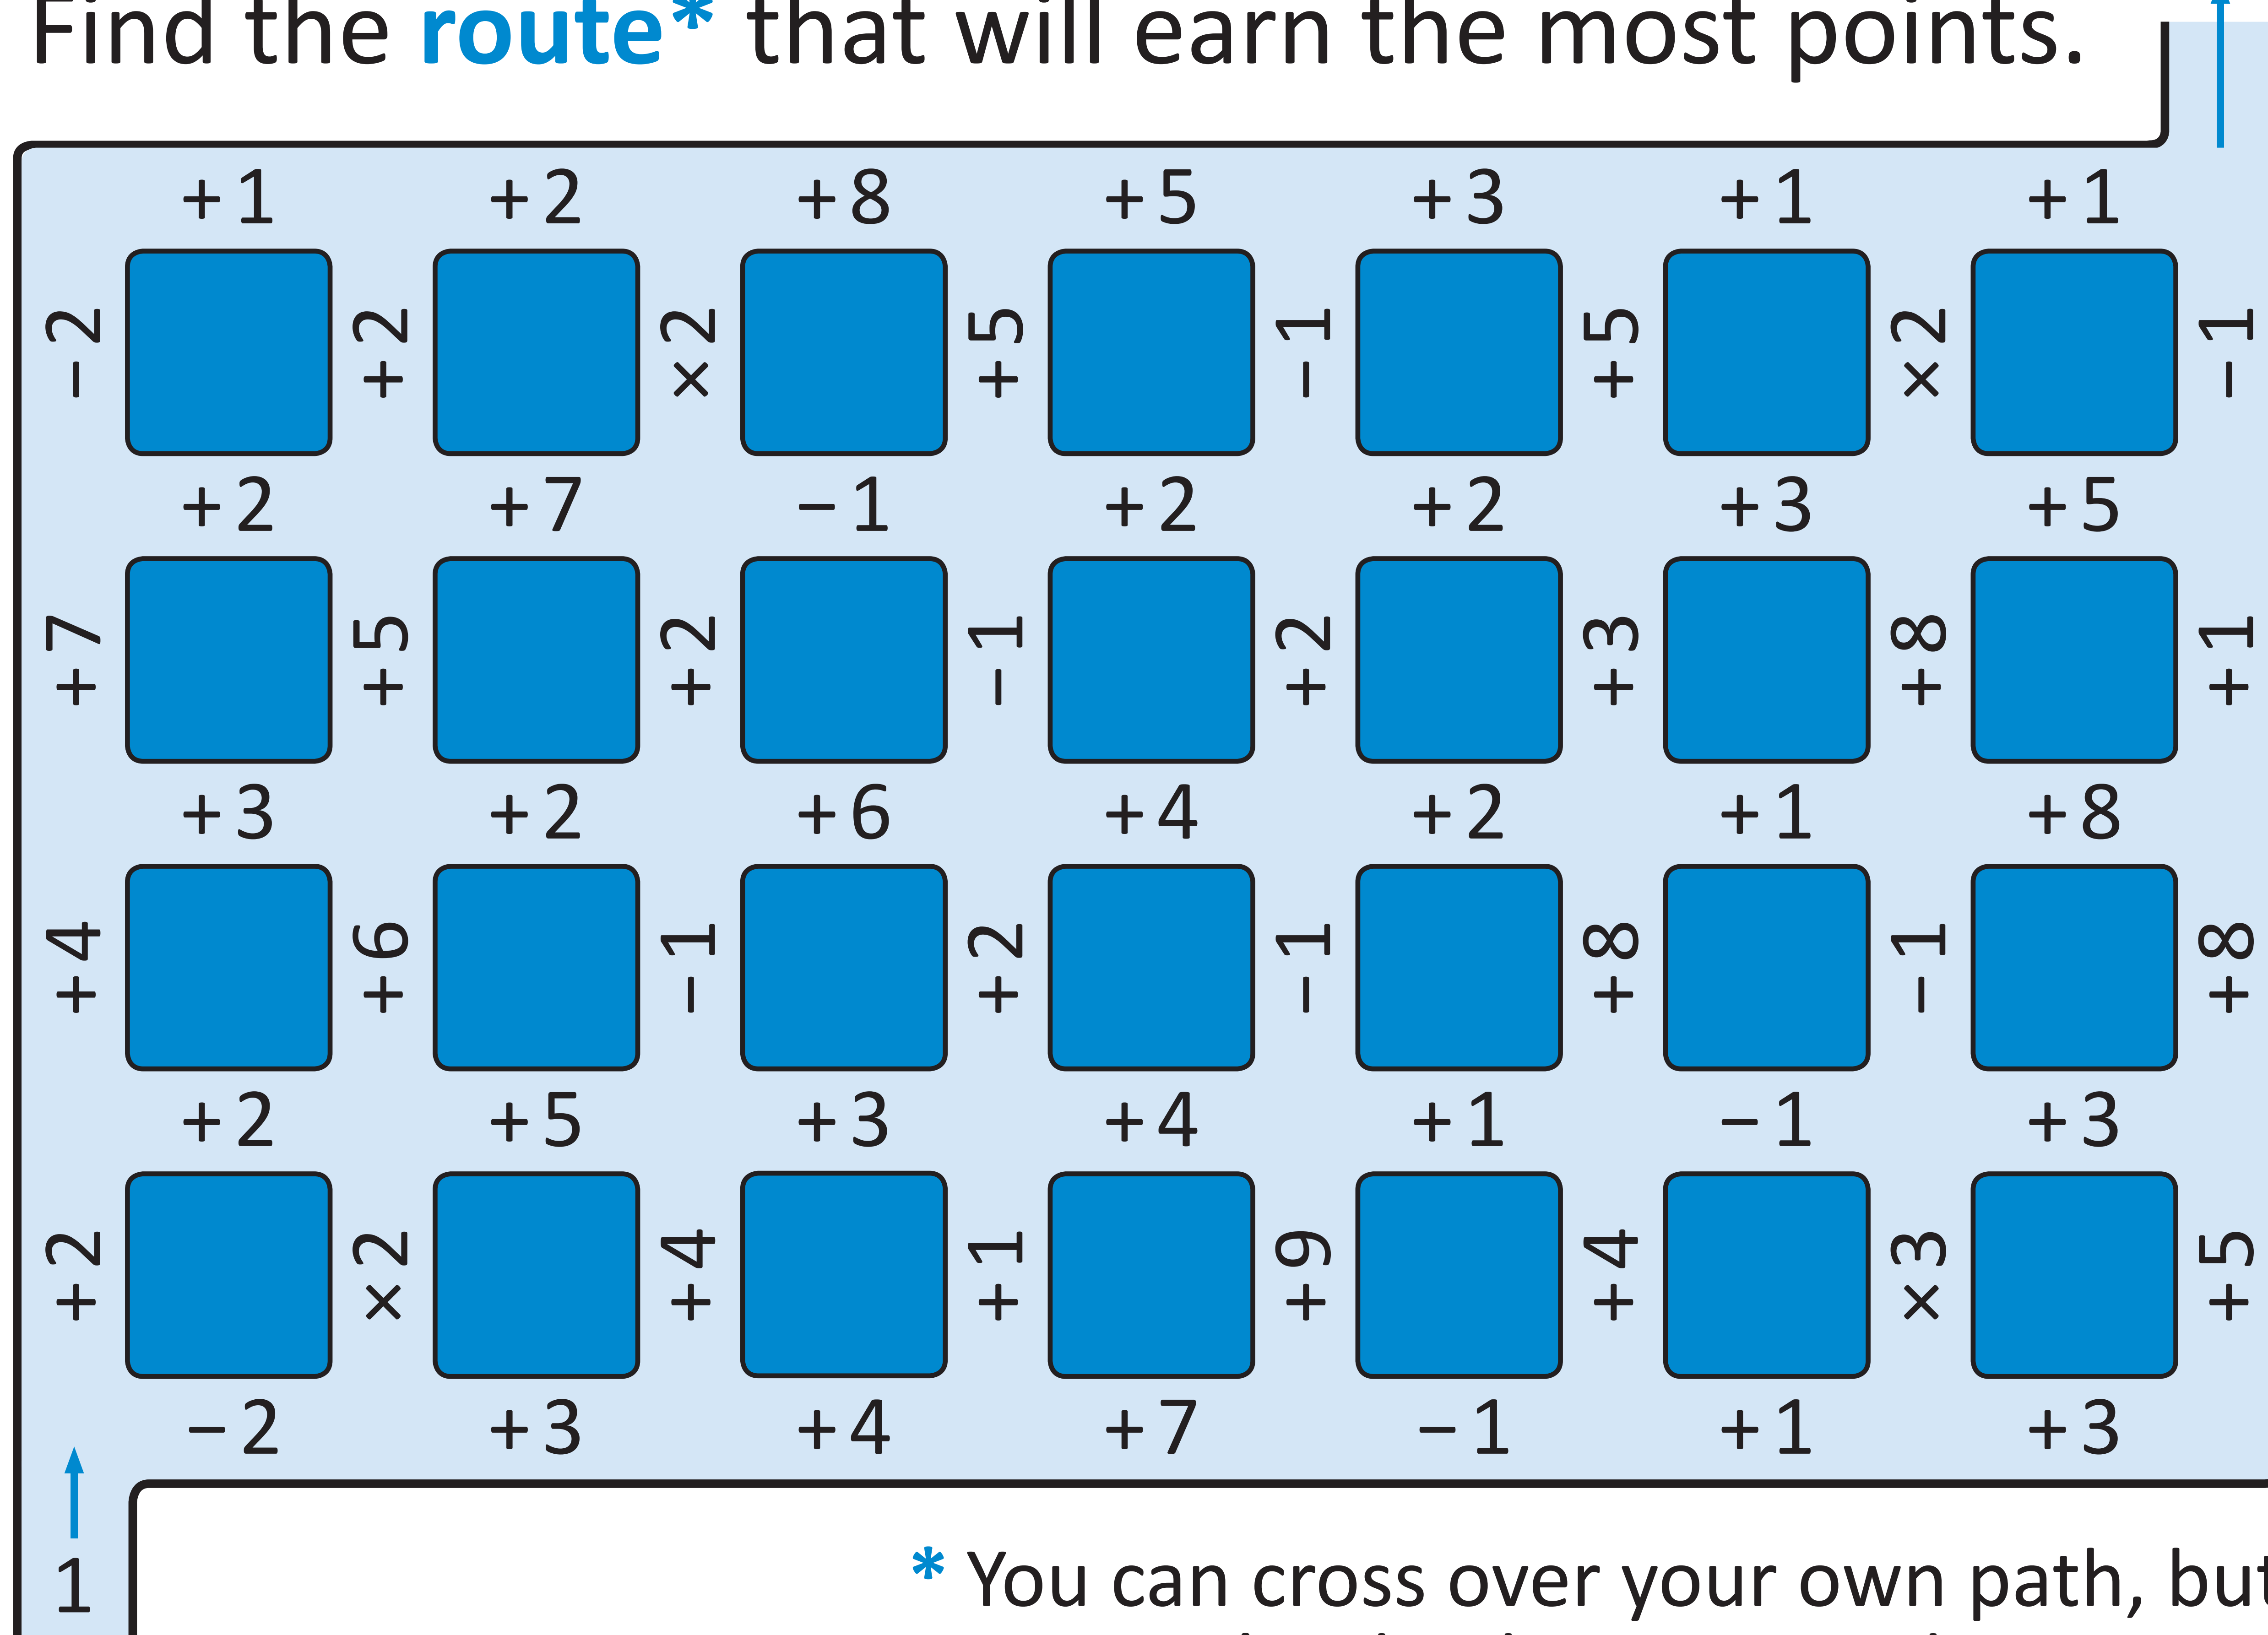 Find the route* that will earn the most points.
+1 +2 +8 +5 +3 +1 +1
−2 +2 ×2 +5 −1 +5 ×2 −1
+2 +7 −1 +2 +2 +3 +5
+7 +5 +2 −1 +2 +3 +8 +1
+3 +2 +6 +4 +2 +1 +8
+4 +6 −1 +2 −1 +8 −1 +8
+2 +5 +3 +4 +1 −1 +3
+2 ×2 +4 +1 +9 +4 ×3 +5
−2 +3 +4 +7 −1 +1 +3
1
* You can cross over your own path, but